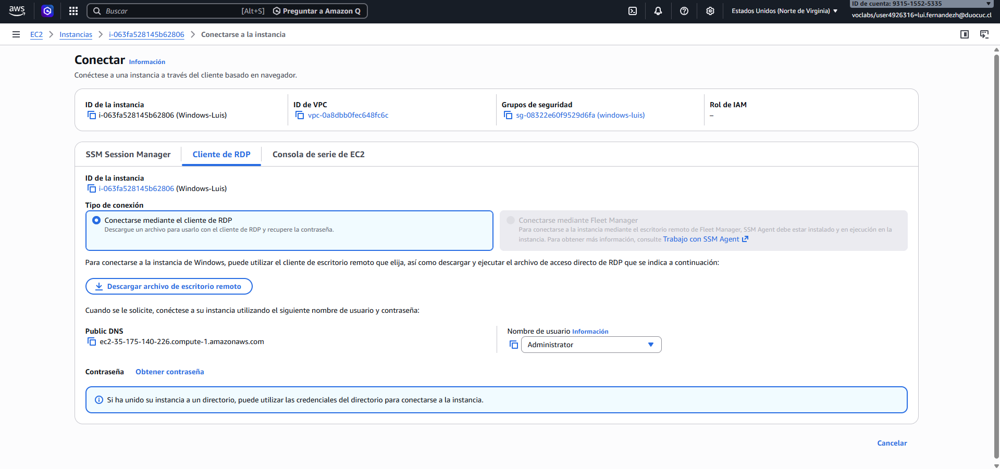 aws
Buscar [Alt+S] Preguntar a Amazon Q
Estados Unidos (Norte de Virginia)
ID de cuenta: 9315-1552-5335
voclabs/user4926316=lui.fernandezh@duocuc.cl
EC2 Instancias i-063fa528145b62806 Conectarse a la instancia
Conectar Información
Conéctese a una instancia a través del cliente basado en navegador.
ID de la instancia
i-063fa528145b62806 (Windows-Luis)
ID de VPC
vpc-0a8dbb0fec648fc6c
Grupos de seguridad
sg-08322e60f9529d6fa (windows-luis)
Rol de IAM
–
SSM Session Manager Cliente de RDP Consola de serie de EC2
ID de la instancia
i-063fa528145b62806 (Windows-Luis)
Tipo de conexión
Conectarse mediante el cliente de RDP
Descargue un archivo para usarlo con el cliente de RDP y recupere la contraseña.
Conectarse mediante Fleet Manager
Para conectarse a la instancia mediante el escritorio remoto de Fleet Manager, SSM Agent debe estar instalado y en ejecución en la
instancia. Para obtener más información, consulte Trabajo con SSM Agent
Para conectarse a la instancia de Windows, puede utilizar el cliente de escritorio remoto que elija, así como descargar y ejecutar el archivo de acceso directo de RDP que se indica a continuación:
Descargar archivo de escritorio remoto
Cuando se le solicite, conéctese a su instancia utilizando el siguiente nombre de usuario y contraseña:
Public DNS
ec2-35-175-140-226.compute-1.amazonaws.com
Nombre de usuario Información
Administrator
Contraseña Obtener contraseña
Si ha unido su instancia a un directorio, puede utilizar las credenciales del directorio para conectarse a la instancia.
Cancelar